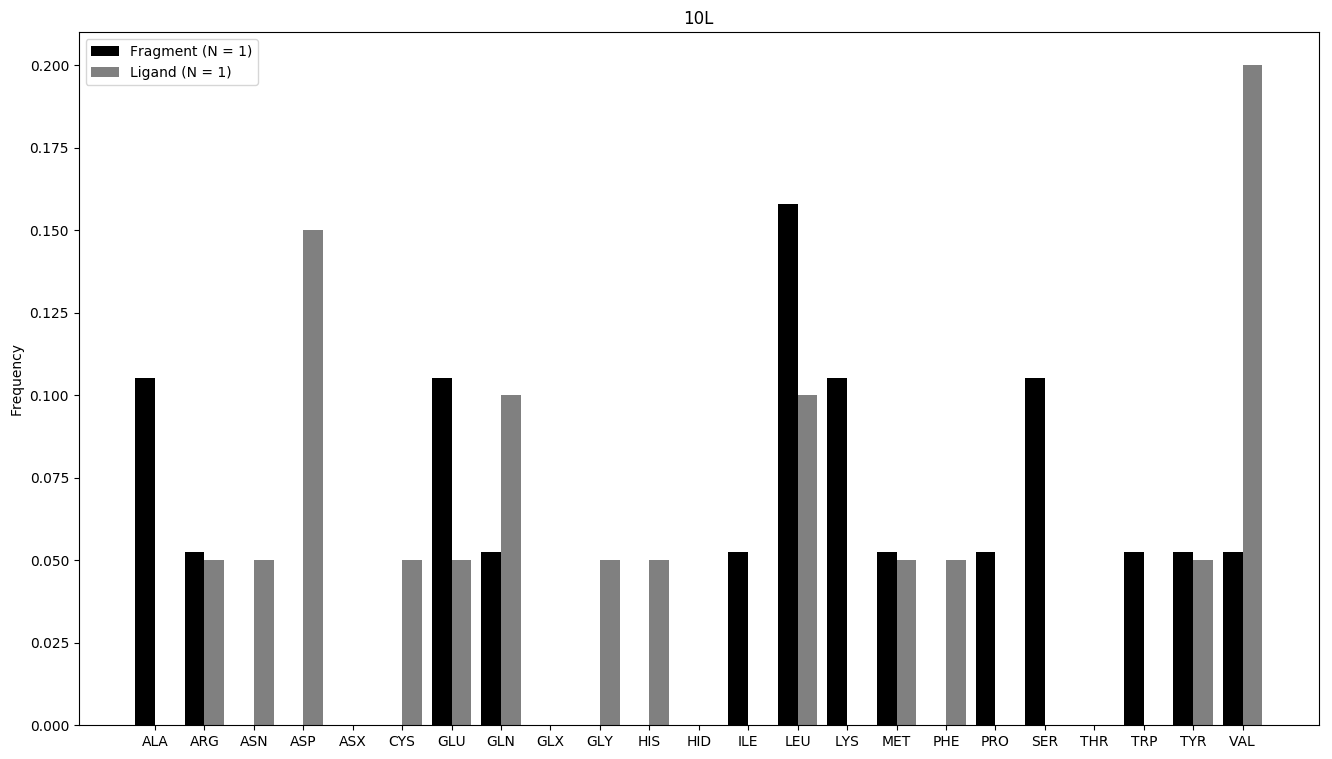 10L
Fragment (N = 1)
Ligand (N = 1)
Frequency
0.200
0.175
0.150
0.125
0.100
0.075
0.050
0.025
0.000
ALA ARG ASN ASP ASX CYS GLU GLN GLX GLY HIS HID ILE LEU LYS MET PHE PRO SER THR TRP TYR VAL